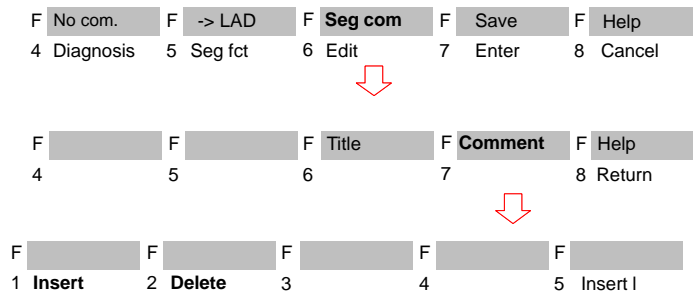 F No com. F -> LAD F Seg com F Save F Help
4 Diagnosis 5 Seg fct 6 Edit 7 Enter 8 Cancel
F F F Title F Comment F Help
4 5 6 7 8 Return
F F F F F
1 Insert 2 Delete 3 4 5 Insert l